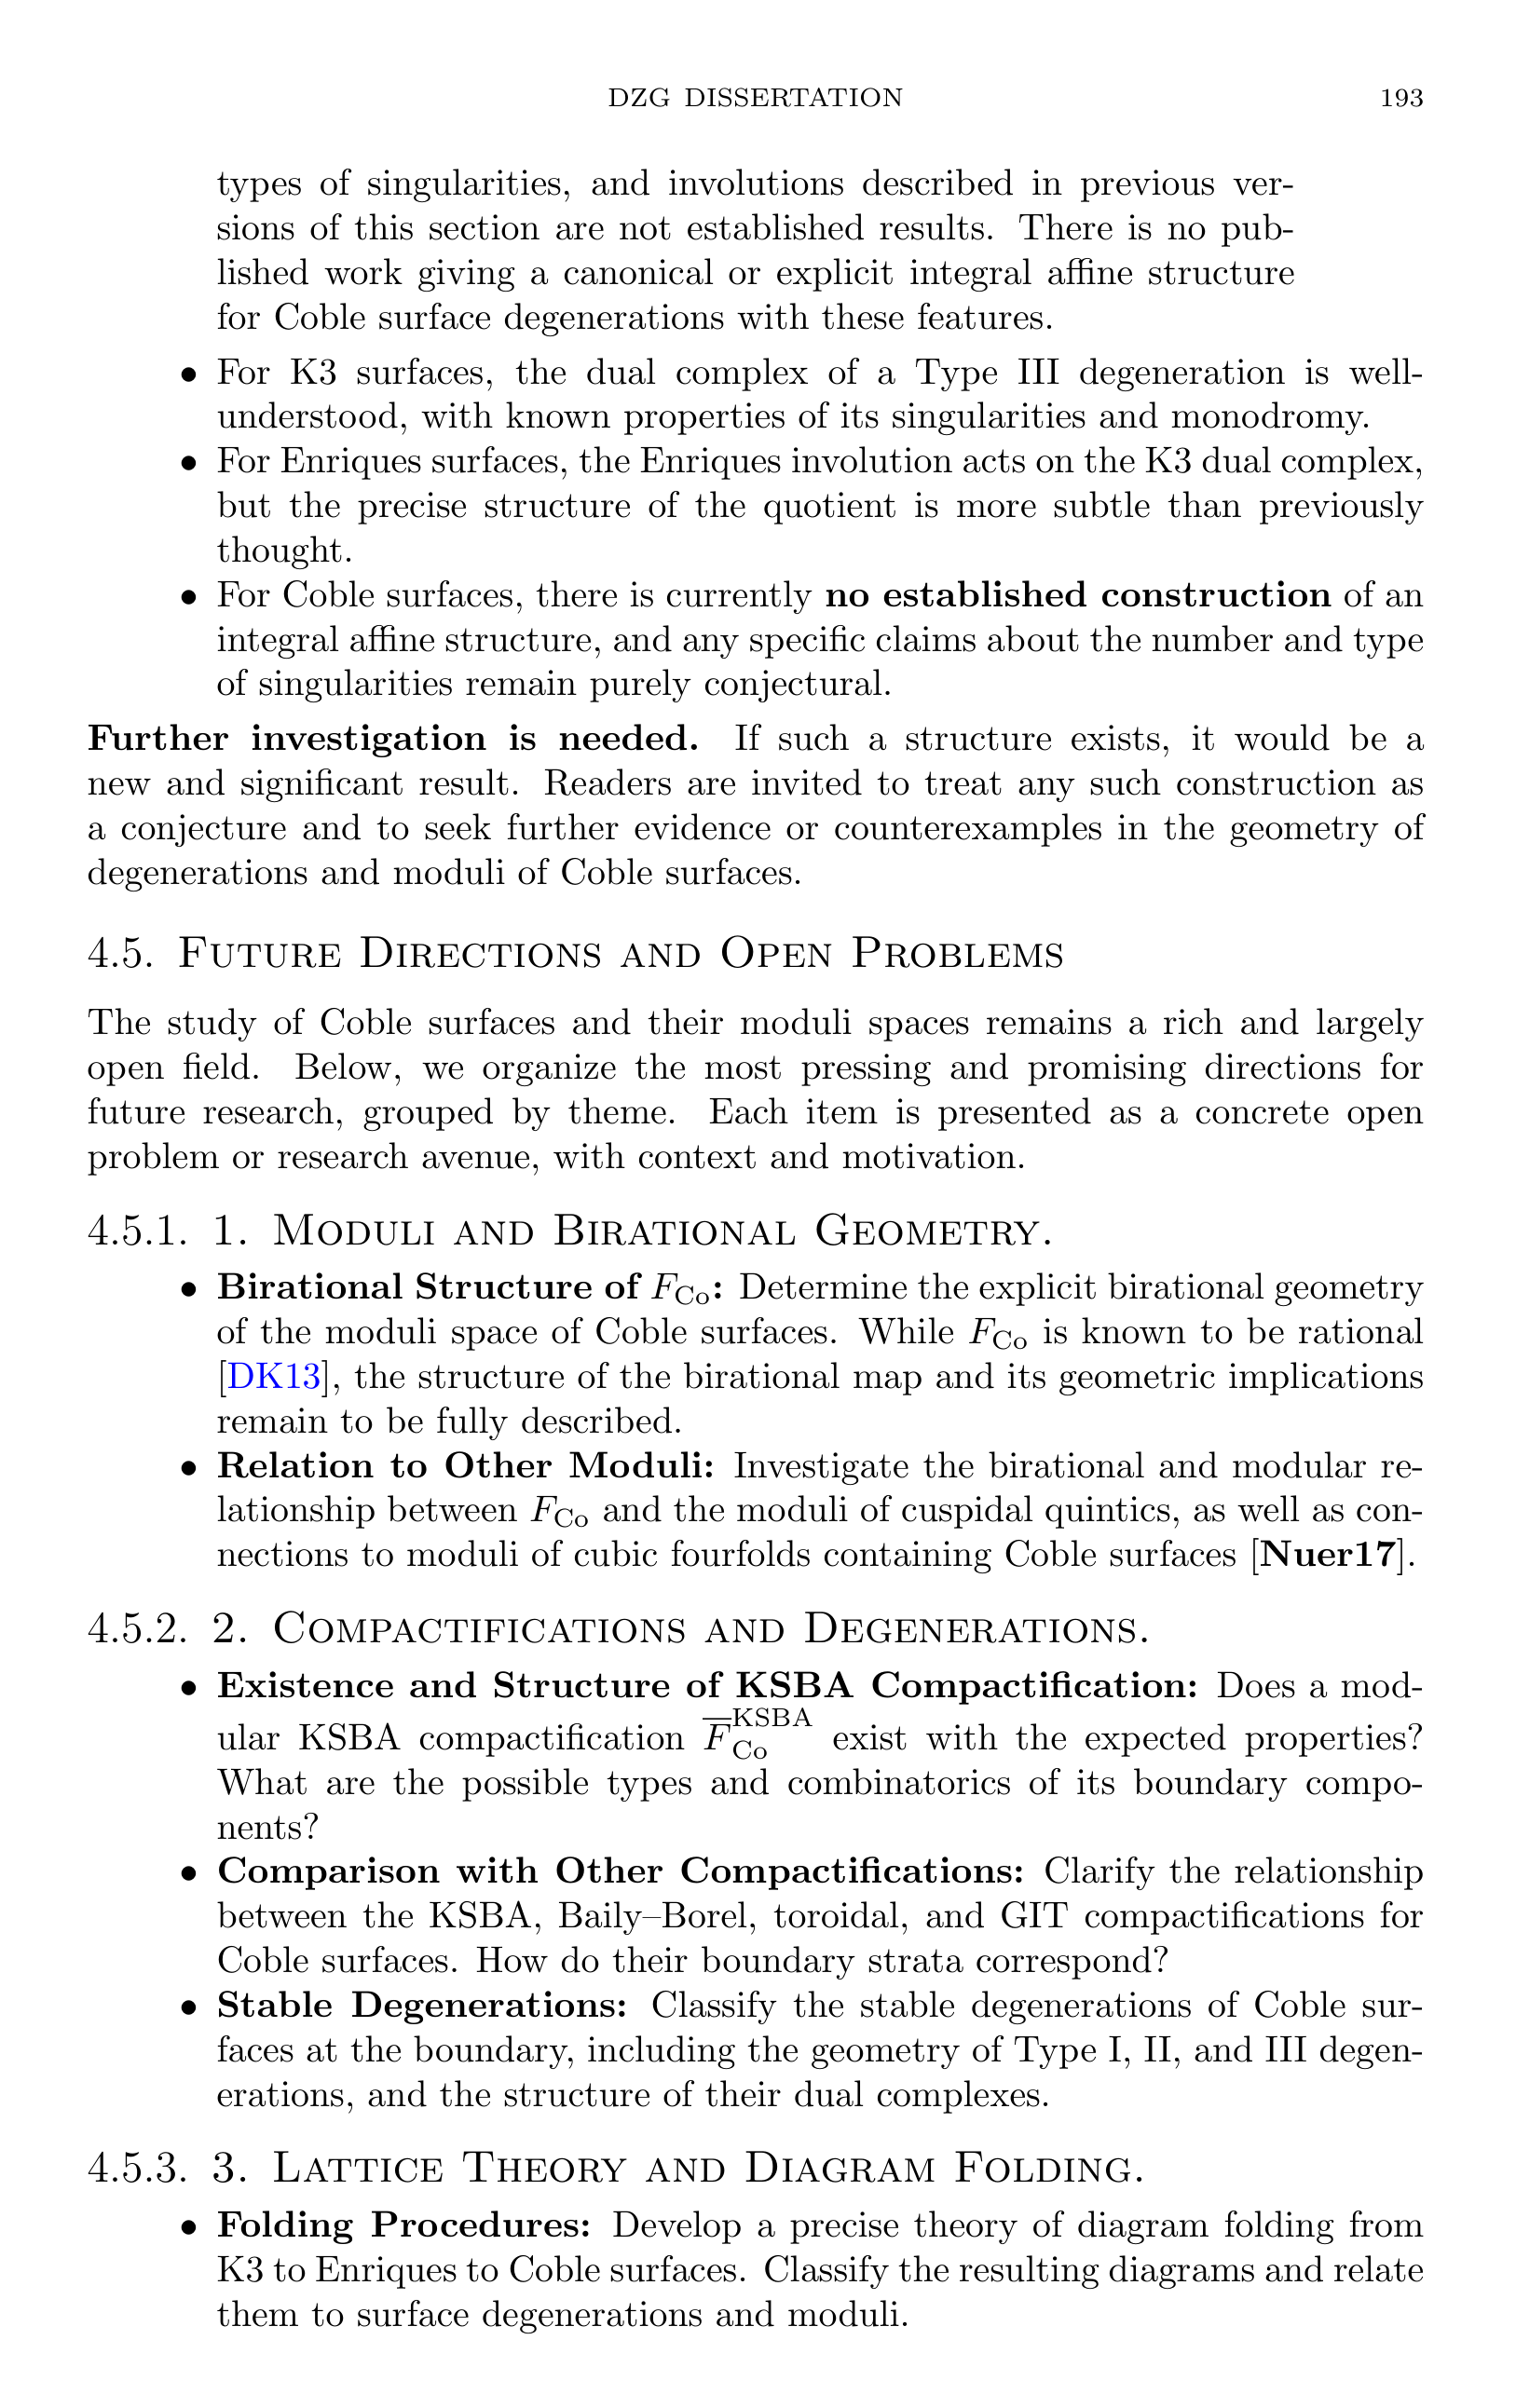 DZG DISSERTATION 193
types of singularities, and involutions described in previous ver-
sions of this section are not established results. There is no pub-
lished work giving a canonical or explicit integral affine structure
for Coble surface degenerations with these features.
• For K3 surfaces, the dual complex of a Type III degeneration is well-
understood, with known properties of its singularities and monodromy.
• For Enriques surfaces, the Enriques involution acts on the K3 dual complex,
but the precise structure of the quotient is more subtle than previously
thought.
• For Coble surfaces, there is currently no established construction of an
integral affine structure, and any specific claims about the number and type
of singularities remain purely conjectural.
Further investigation is needed. If such a structure exists, it would be a
new and significant result. Readers are invited to treat any such construction as
a conjecture and to seek further evidence or counterexamples in the geometry of
degenerations and moduli of Coble surfaces.
4.5. Future Directions and Open Problems
The study of Coble surfaces and their moduli spaces remains a rich and largely
open field. Below, we organize the most pressing and promising directions for
future research, grouped by theme. Each item is presented as a concrete open
problem or research avenue, with context and motivation.
4.5.1. 1. Moduli and Birational Geometry.
• Birational Structure of $F_{\text{Co}}$: Determine the explicit birational geometry
of the moduli space of Coble surfaces. While $F_{\text{Co}}$ is known to be rational
[DK13], the structure of the birational map and its geometric implications
remain to be fully described.
• Relation to Other Moduli: Investigate the birational and modular re-
lationship between $F_{\text{Co}}$ and the moduli of cuspidal quintics, as well as con-
nections to moduli of cubic fourfolds containing Coble surfaces [Nuer17].
4.5.2. 2. Compactifications and Degenerations.
• Existence and Structure of KSBA Compactification: Does a mod-
ular KSBA compactification $\overline{F}_{\text{Co}}^{\text{KSBA}}$ exist with the expected properties?
What are the possible types and combinatorics of its boundary compo-
nents?
• Comparison with Other Compactifications: Clarify the relationship
between the KSBA, Baily–Borel, toroidal, and GIT compactifications for
Coble surfaces. How do their boundary strata correspond?
• Stable Degenerations: Classify the stable degenerations of Coble sur-
faces at the boundary, including the geometry of Type I, II, and III degen-
erations, and the structure of their dual complexes.
4.5.3. 3. Lattice Theory and Diagram Folding.
• Folding Procedures: Develop a precise theory of diagram folding from
K3 to Enriques to Coble surfaces. Classify the resulting diagrams and relate
them to surface degenerations and moduli.